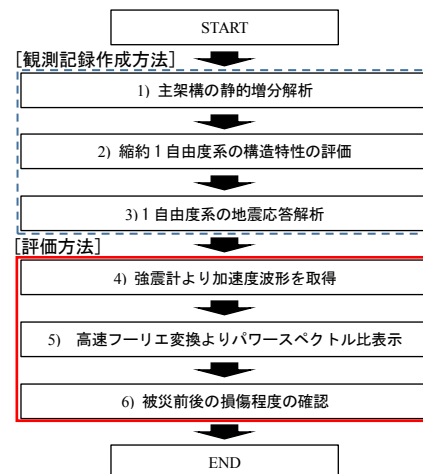 START
[観測記録作成方法]
1) 主架構の静的増分解析
2) 縮約１自由度系の構造特性の評価
3)１自由度系の地震応答解析
[評価方法]
4) 強震計より加速度波形を取得
5) 高速フーリエ変換よりパワースペクトル比表示
6) 被災前後の損傷程度の確認
END